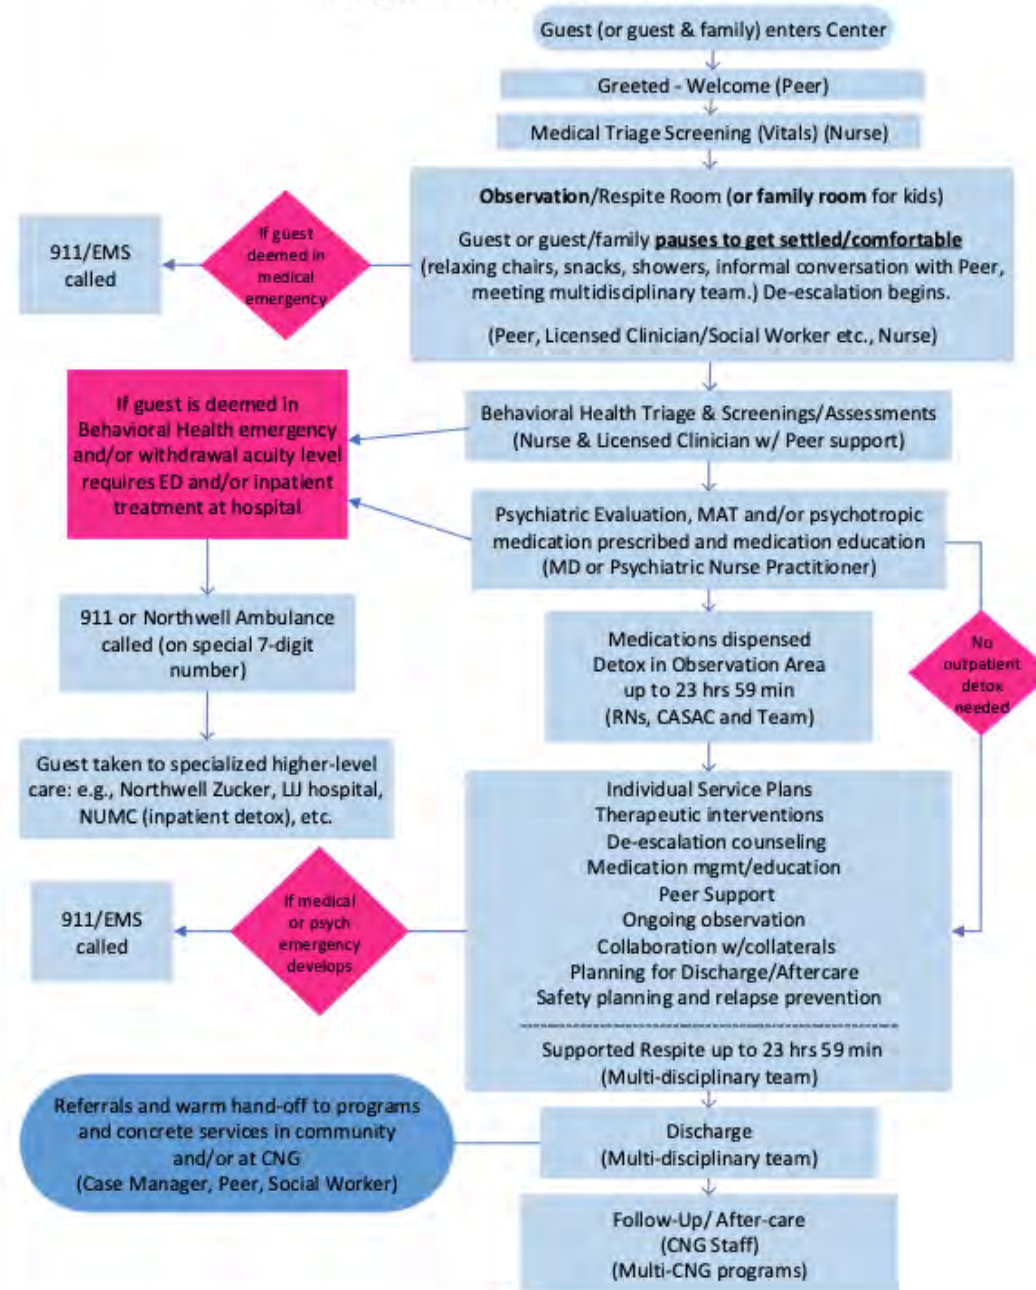 Guest (or guest & family) enters Center
Greeted - Welcome (Peer)
Medical Triage Screening (Vitals) (Nurse)
Observation/Respite Room (or family room for kids)
Guest or guest/family pauses to get settled/comfortable
(relaxing chairs, snacks, showers, informal conversation with Peer,
meeting multidisciplinary team.) De-escalation begins.
(Peer, Licensed Clinician/Social Worker etc., Nurse)
If guest
deemed in
medical
emergency
911/EMS
called
Behavioral Health Triage & Screenings/Assessments
(Nurse & Licensed Clinician w/ Peer support)
If guest is deemed in
Behavioral Health emergency
and/or withdrawal acuity level
requires ED and/or inpatient
treatment at hospital
Psychiatric Evaluation, MAT and/or psychotropic
medication prescribed and medication education
(MD or Psychiatric Nurse Practitioner)
911 or Northwell Ambulance
called (on special 7-digit
number)
Medications dispensed
Detox in Observation Area
up to 23 hrs 59 min
(RNs, CASAC and Team)
No
outpatient
detox
needed
Guest taken to specialized higher-level
care: e.g., Northwell Zucker, LIJ hospital,
NUMC (inpatient detox), etc.
Individual Service Plans
Therapeutic interventions
De-escalation counseling
Medication mgmt/education
Peer Support
Ongoing observation
Collaboration w/collaterals
Planning for Discharge/Aftercare
Safety planning and relapse prevention
Supported Respite up to 23 hrs 59 min
(Multi-disciplinary team)
If medical
or psych
emergency
develops
911/EMS
called
Referrals and warm hand-off to programs
and concrete services in community
and/or at CNG
(Case Manager, Peer, Social Worker)
Discharge
(Multi-disciplinary team)
Follow-Up/ After-care
(CNG Staff)
(Multi-CNG programs)